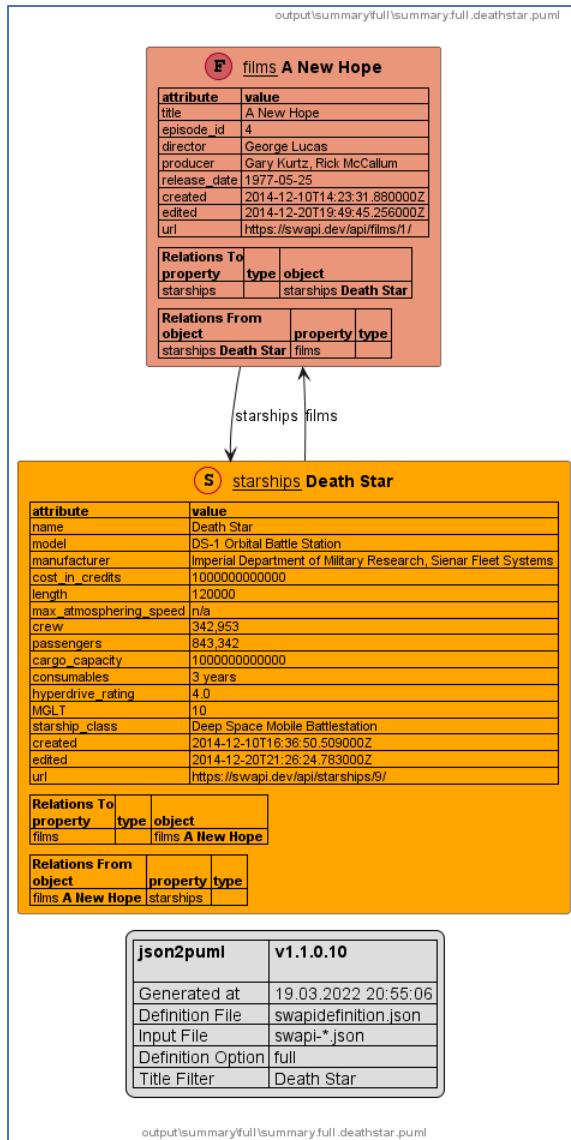 output\summary\full\summary.full.deathstar.puml
F films A New Hope
attribute value
title A New Hope
episode_id 4
director George Lucas
producer Gary Kurtz, Rick McCallum
release_date 1977-05-25
created 2014-12-10T14:23:31.880000Z
edited 2014-12-20T19:49:45.256000Z
url https://swapi.dev/api/films/1/
Relations To
property type object
starships starships Death Star
Relations From
object property type
starships Death Star films
starships films
S starships Death Star
attribute value
name Death Star
model DS-1 Orbital Battle Station
manufacturer Imperial Department of Military Research, Sienar Fleet Systems
cost_in_credits 1000000000000
length 120000
max_atmosphering_speed n/a
crew 342,953
passengers 843,342
cargo_capacity 1000000000000
consumables 3 years
hyperdrive_rating 4.0
MGLT 10
starship_class Deep Space Mobile Battlestation
created 2014-12-10T16:36:50.509000Z
edited 2014-12-20T21:26:24.783000Z
url https://swapi.dev/api/starships/9/
Relations To
property type object
films films A New Hope
Relations From
object property type
films A New Hope starships
json2puml v1.1.0.10
Generated at 19.03.2022 20:55:06
Definition File swapidefinition.json
Input File swapi-*.json
Definition Option full
Title Filter Death Star
output\summary\full\summary.full.deathstar.puml